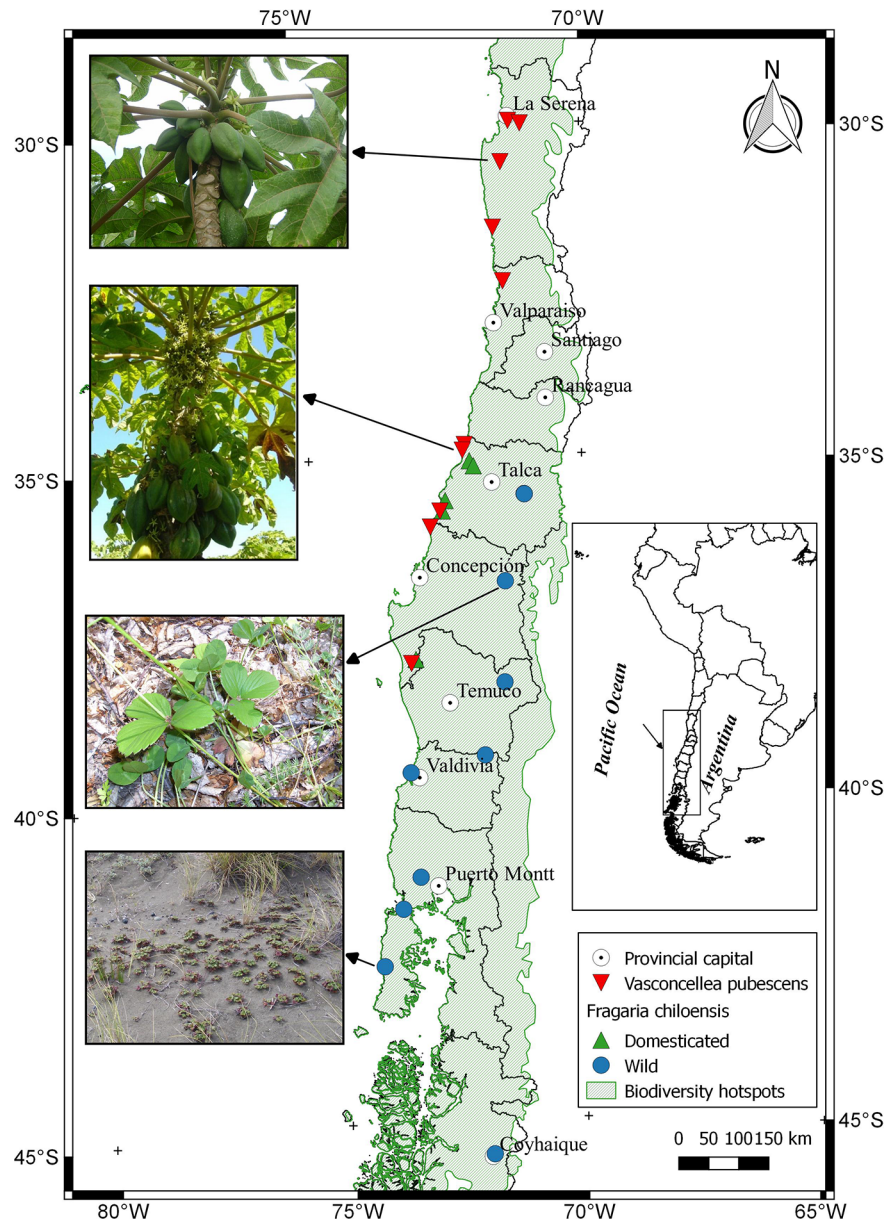 75°W
70°W
N
La Serena
30°S
30°S
Valparaiso
Santiago
Rancagua
35°S
35°S
Talca
Concepción
Temuco
Pacific Ocean
Argentina
Valdivia
40°S
40°S
Puerto Montt
Provincial capital
Vasconcellea pubescens
Fragaria chiloensis
Domesticated
Wild
Biodiversity hotspots
45°S
45°S
Coyhaique
0 50 100 150 km
80°W
75°W
70°W
65°W